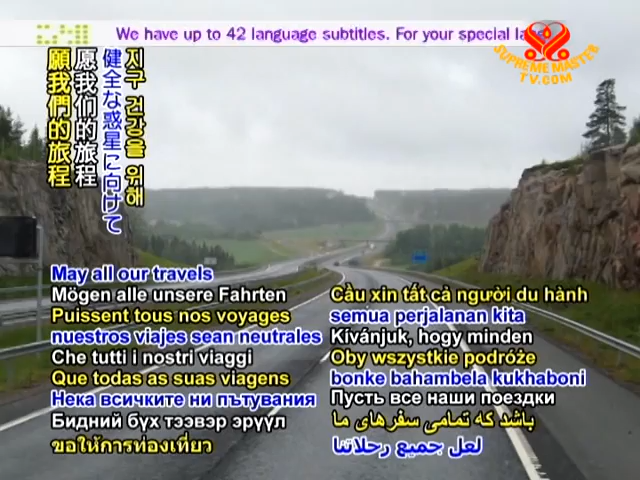 We have up to 42 language subtitles. For your special la
SUPREME MASTER
TV.COM
願我們的旅程
愿我们的旅程
健全な惑星に向けて
지구 건강을 위해
May all our travels
Mögen alle unsere Fahrten
Puissent tous nos voyages
nuestros viajes sean neutrales
Che tutti i nostri viaggi
Que todas as suas viagens
Нека всичките ни пътувания
Бидний бүх тээвэр эрүүл
ขอให้การท่องเที่ยว
Cầu xin tất cả người du hành
semua perjalanan kita
Kívánjuk, hogy minden
Oby wszystkie podróże
bonke bahambela kukhaboni
Пусть все наши поездки
باشد که تمامی سفرهای ما
لعل جميع رحلاتنا